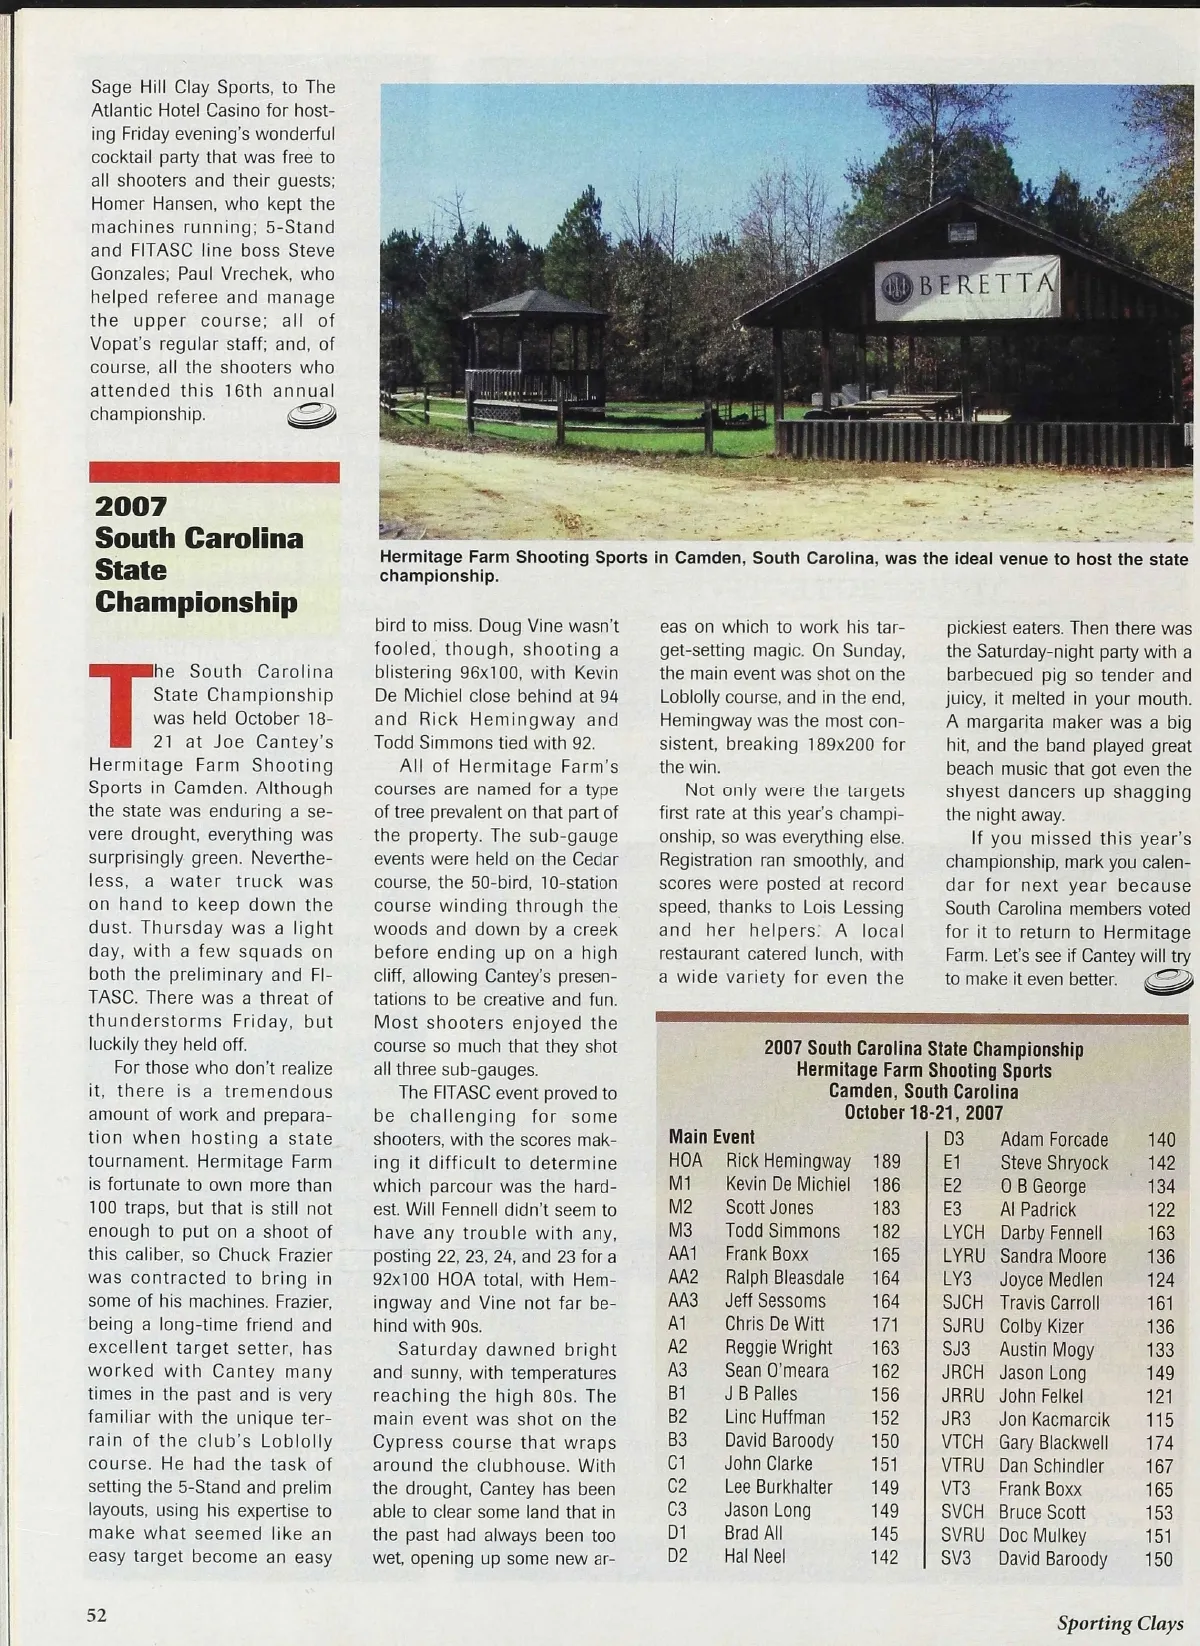 Sage Hill Clay Sports, to The
Atlantic Hotel Casino for host-
ing Friday evening's wonderful
cocktail party that was free to
all shooters and their guests;
Homer Hansen, who kept the
machines running; 5-Stand
and FITASC line boss Steve
Gonzales; Paul Vrechek, who
helped referee and manage
the upper course; all of
Vopat's regular staff; and, of
course, all the shooters who
attended this 16th annual
championship.
BERETTA
Hermitage Farm Shooting Sports in Camden, South Carolina, was the ideal venue to host the state
championship.
2007
South Carolina
State
Championship
The South Carolina
State Championship
was held October 18-
21 at Joe Cantey's
Hermitage Farm Shooting
Sports in Camden. Although
the state was enduring a se-
vere drought, everything was
surprisingly green. Neverthe-
less, a water truck was
on hand to keep down the
dust. Thursday was a light
day, with a few squads on
both the preliminary and FI-
TASC. There was a threat of
thunderstorms Friday, but
luckily they held off.
For those who don't realize
it, there is a tremendous
amount of work and prepara-
tion when hosting a state
tournament. Hermitage Farm
is fortunate to own more than
100 traps, but that is still not
enough to put on a shoot of
this caliber, so Chuck Frazier
was contracted to bring in
some of his machines. Frazier,
being a long-time friend and
excellent target setter, has
worked with Cantey many
times in the past and is very
familiar with the unique ter-
rain of the club's Loblolly
course. He had the task of
setting the 5-Stand and prelim
layouts, using his expertise to
make what seemed like an
easy target become an easy
bird to miss. Doug Vine wasn't
fooled, though, shooting a
blistering 96x100, with Kevin
De Michiel close behind at 94
and Rick Hemingway and
Todd Simmons tied with 92.
All of Hermitage Farm's
courses are named for a type
of tree prevalent on that part of
the property. The sub-gauge
events were held on the Cedar
course, the 50-bird, 10-station
course winding through the
woods and down by a creek
before ending up on a high
cliff, allowing Cantey's presen-
tations to be creative and fun.
Most shooters enjoyed the
course so much that they shot
all three sub-gauges.
The FITASC event proved to
be challenging for some
shooters, with the scores mak-
ing it difficult to determine
which parcour was the hard-
est. Will Fennell didn't seem to
have any trouble with any,
posting 22, 23, 24, and 23 for a
92x100 HOA total, with Hem-
ingway and Vine not far be-
hind with 90s.
Saturday dawned bright
and sunny, with temperatures
reaching the high 80s. The
main event was shot on the
Cypress course that wraps
around the clubhouse. With
the drought, Cantey has been
able to clear some land that in
the past had always been too
wet, opening up some new ar-
eas on which to work his tar-
get-setting magic. On Sunday,
the main event was shot on the
Loblolly course, and in the end,
Hemingway was the most con-
sistent, breaking 189x200 for
the win.
Not only were the targets
first rate at this year's champi-
onship, so was everything else.
Registration ran smoothly, and
scores were posted at record
speed, thanks to Lois Lessing
and her helpers. A local
restaurant catered lunch, with
a wide variety for even the
pickiest eaters. Then there was
the Saturday-night party with a
barbecued pig so tender and
juicy, it melted in your mouth.
A margarita maker was a big
hit, and the band played great
beach music that got even the
shyest dancers up shagging
the night away.
If you missed this year's
championship, mark you calen-
dar for next year because
South Carolina members voted
for it to return to Hermitage
Farm. Let's see if Cantey will try
to make it even better.
2007 South Carolina State Championship
Hermitage Farm Shooting Sports
Camden, South Carolina
October 18-21, 2007
Main Event
HOA Rick Hemingway 189
M1 Kevin De Michiel 186
M2 Scott Jones 183
M3 Todd Simmons 182
AA1 Frank Boxx 165
AA2 Ralph Bleasdale 164
AA3 Jeff Sessoms 164
A1 Chris De Witt 171
A2 Reggie Wright 163
A3 Sean O'meara 162
B1 J B Palles 156
B2 Linc Huffman 152
B3 David Baroody 150
C1 John Clarke 151
C2 Lee Burkhalter 149
C3 Jason Long 149
D1 Brad All 145
D2 Hal Neel 142
D3 Adam Forcade 140
E1 Steve Shryock 142
E2 O B George 134
E3 Al Padrick 122
LYCH Darby Fennell 163
LYRU Sandra Moore 136
LY3 Joyce Medlen 124
SJCH Travis Carroll 161
SJRU Colby Kizer 136
SJ3 Austin Mogy 133
JRCH Jason Long 149
JRRU John Felkel 121
JR3 Jon Kacmarcik 115
VTCH Gary Blackwell 174
VTRU Dan Schindler 167
VT3 Frank Boxx 165
SVCH Bruce Scott 153
SVRU Doc Mulkey 151
SV3 David Baroody 150
52
Sporting Clays